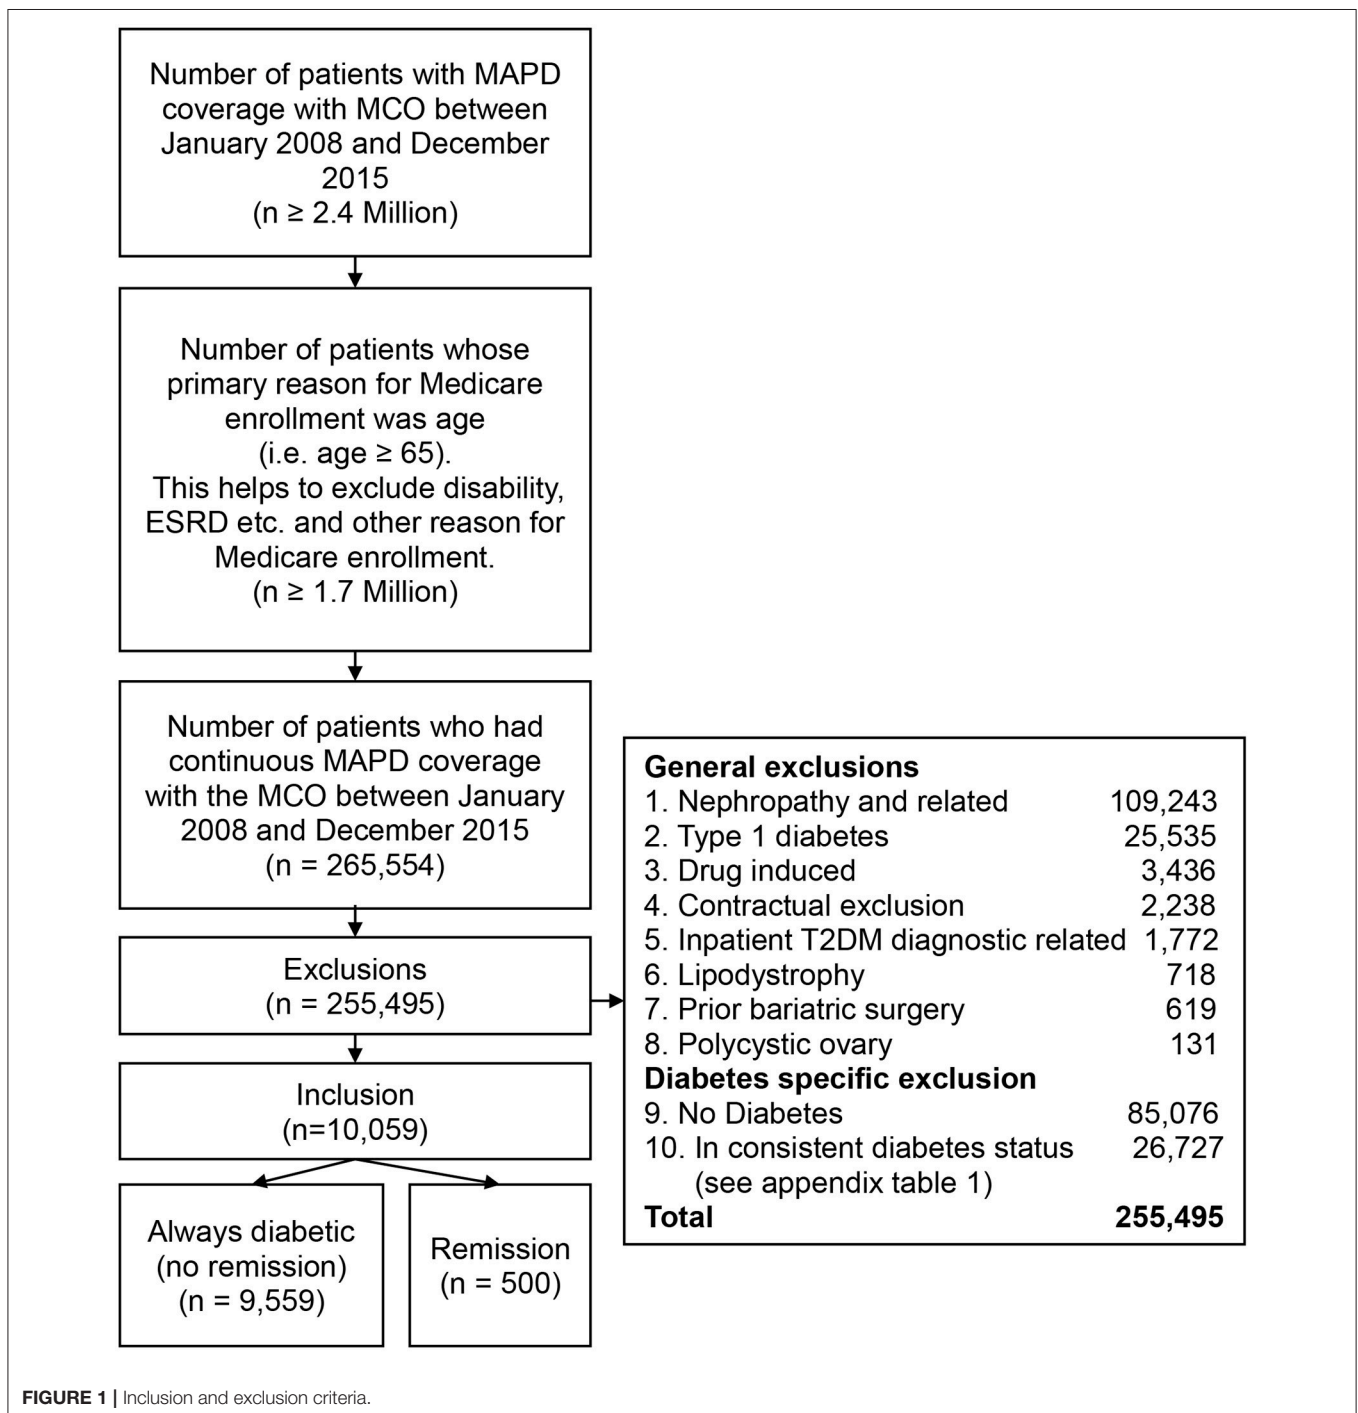 Number of patients with MAPD
coverage with MCO between
January 2008 and December
2015
(n ≥ 2.4 Million)
Number of patients whose
primary reason for Medicare
enrollment was age
(i.e. age ≥ 65).
This helps to exclude disability,
ESRD etc. and other reason for
Medicare enrollment.
(n ≥ 1.7 Million)
Number of patients who had
continuous MAPD coverage
with the MCO between January
2008 and December 2015
(n = 265,554)
Exclusions
(n = 255,495)
General exclusions
1. Nephropathy and related 109,243
2. Type 1 diabetes 25,535
3. Drug induced 3,436
4. Contractual exclusion 2,238
5. Inpatient T2DM diagnostic related 1,772
6. Lipodystrophy 718
7. Prior bariatric surgery 619
8. Polycystic ovary 131
Diabetes specific exclusion
9. No Diabetes 85,076
10. In consistent diabetes status 26,727
(see appendix table 1)
Total 255,495
Inclusion
(n=10,059)
Always diabetic
(no remission)
(n = 9,559)
Remission
(n = 500)
FIGURE 1 | Inclusion and exclusion criteria.